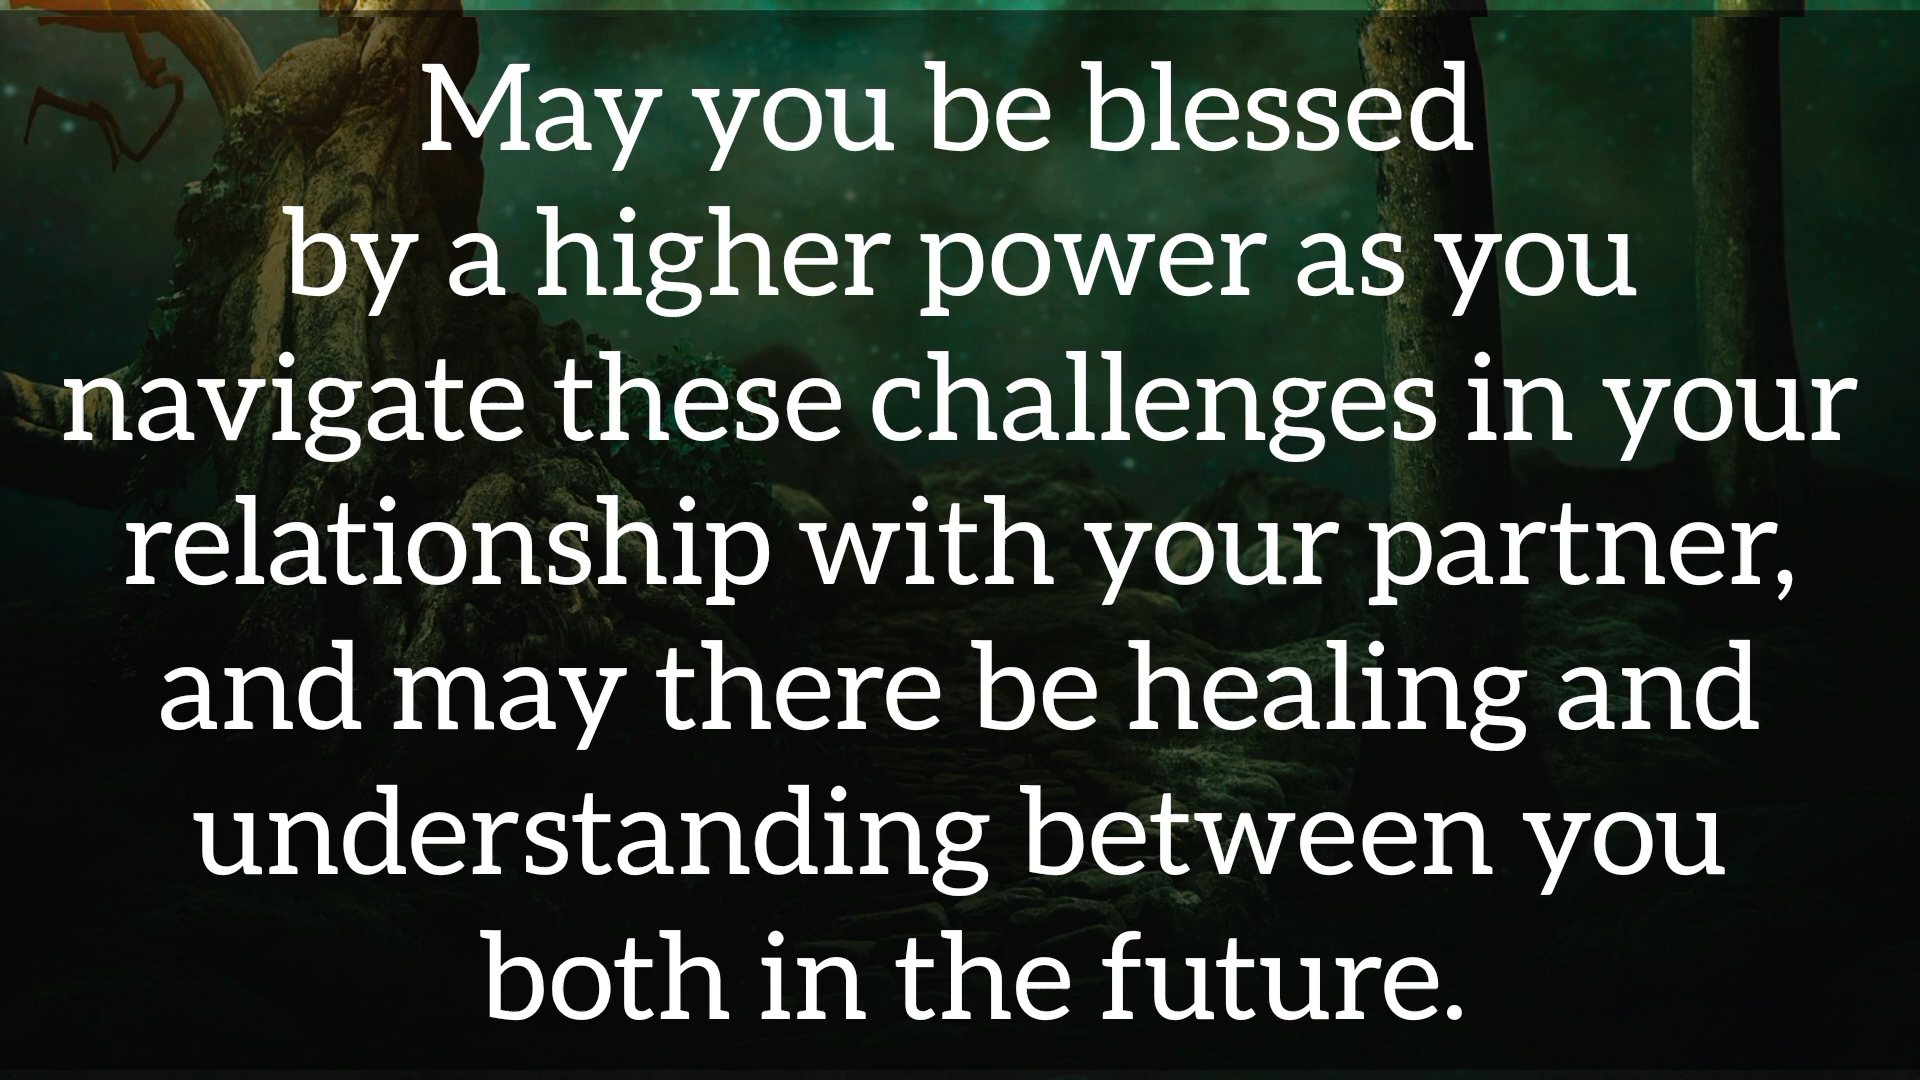 May you be blessed
by a higher power as you
navigate these challenges in your
relationship with your partner,
and may there be healing and
understanding between you
both in the future.